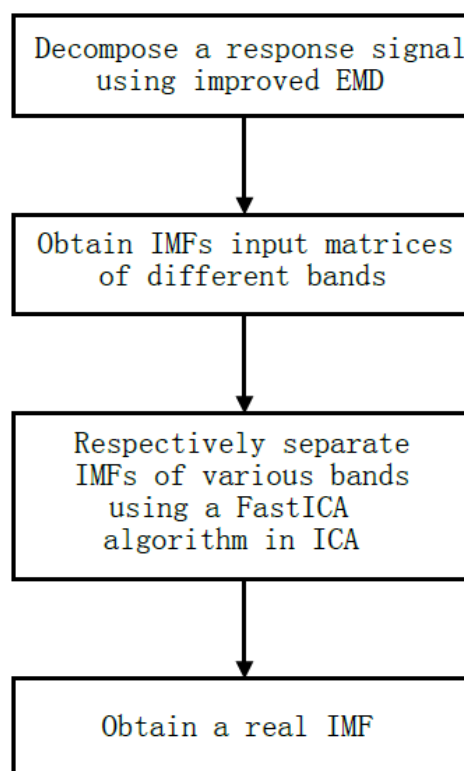 Decompose a response signal
using improved EMD
Obtain IMFs input matrices
of different bands
Respectively separate
IMFs of various bands
using a FastICA
algorithm in ICA
Obtain a real IMF